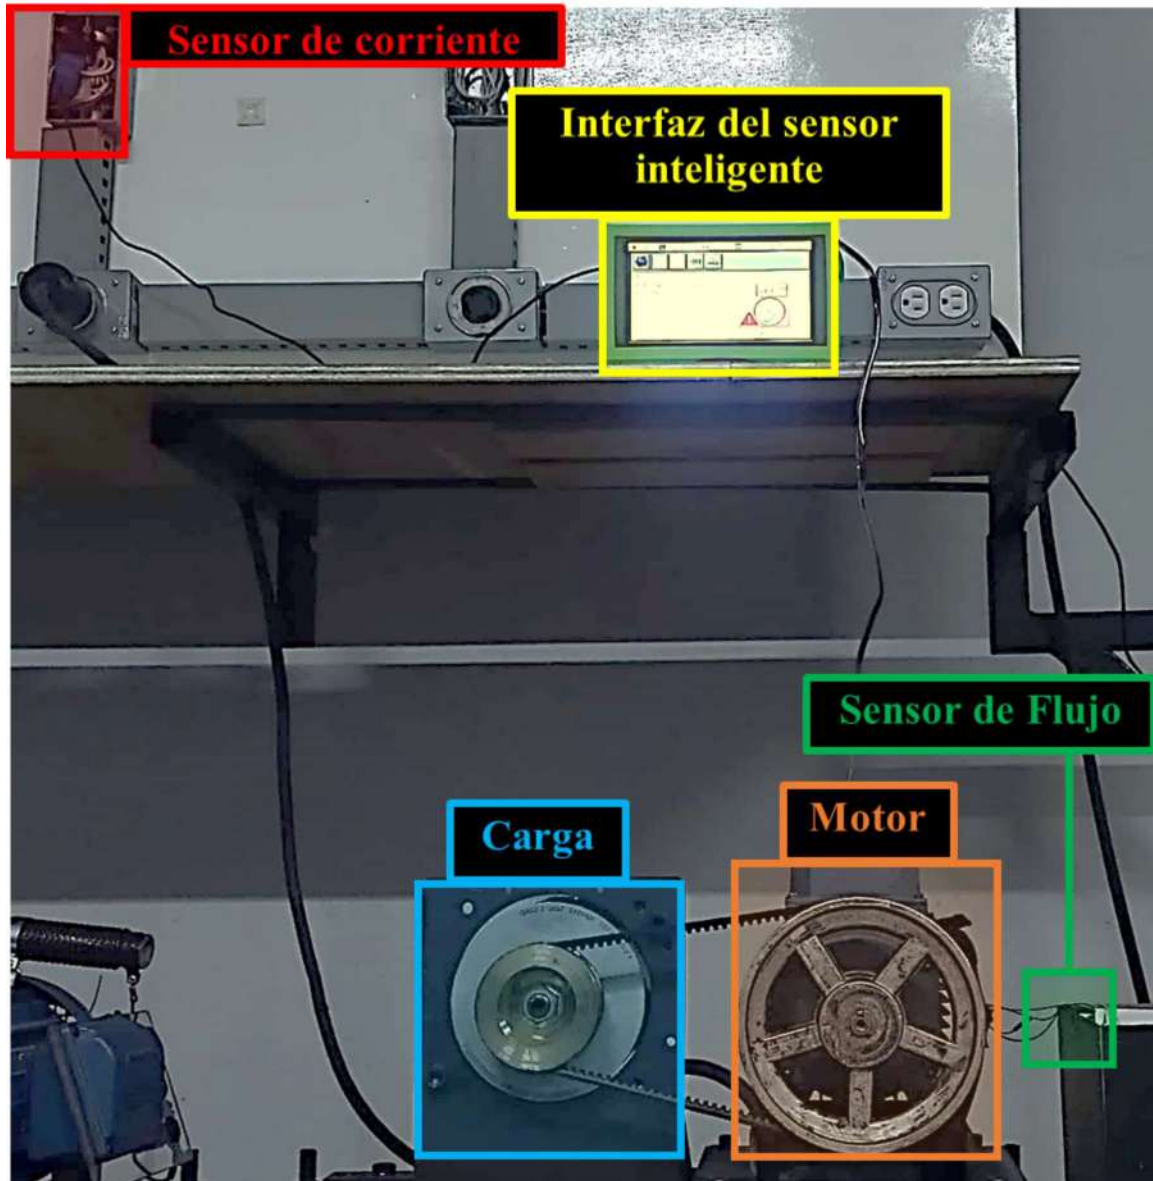 Sensor de corriente
Interfaz del sensor
inteligente
Sensor de Flujo
Carga
Motor